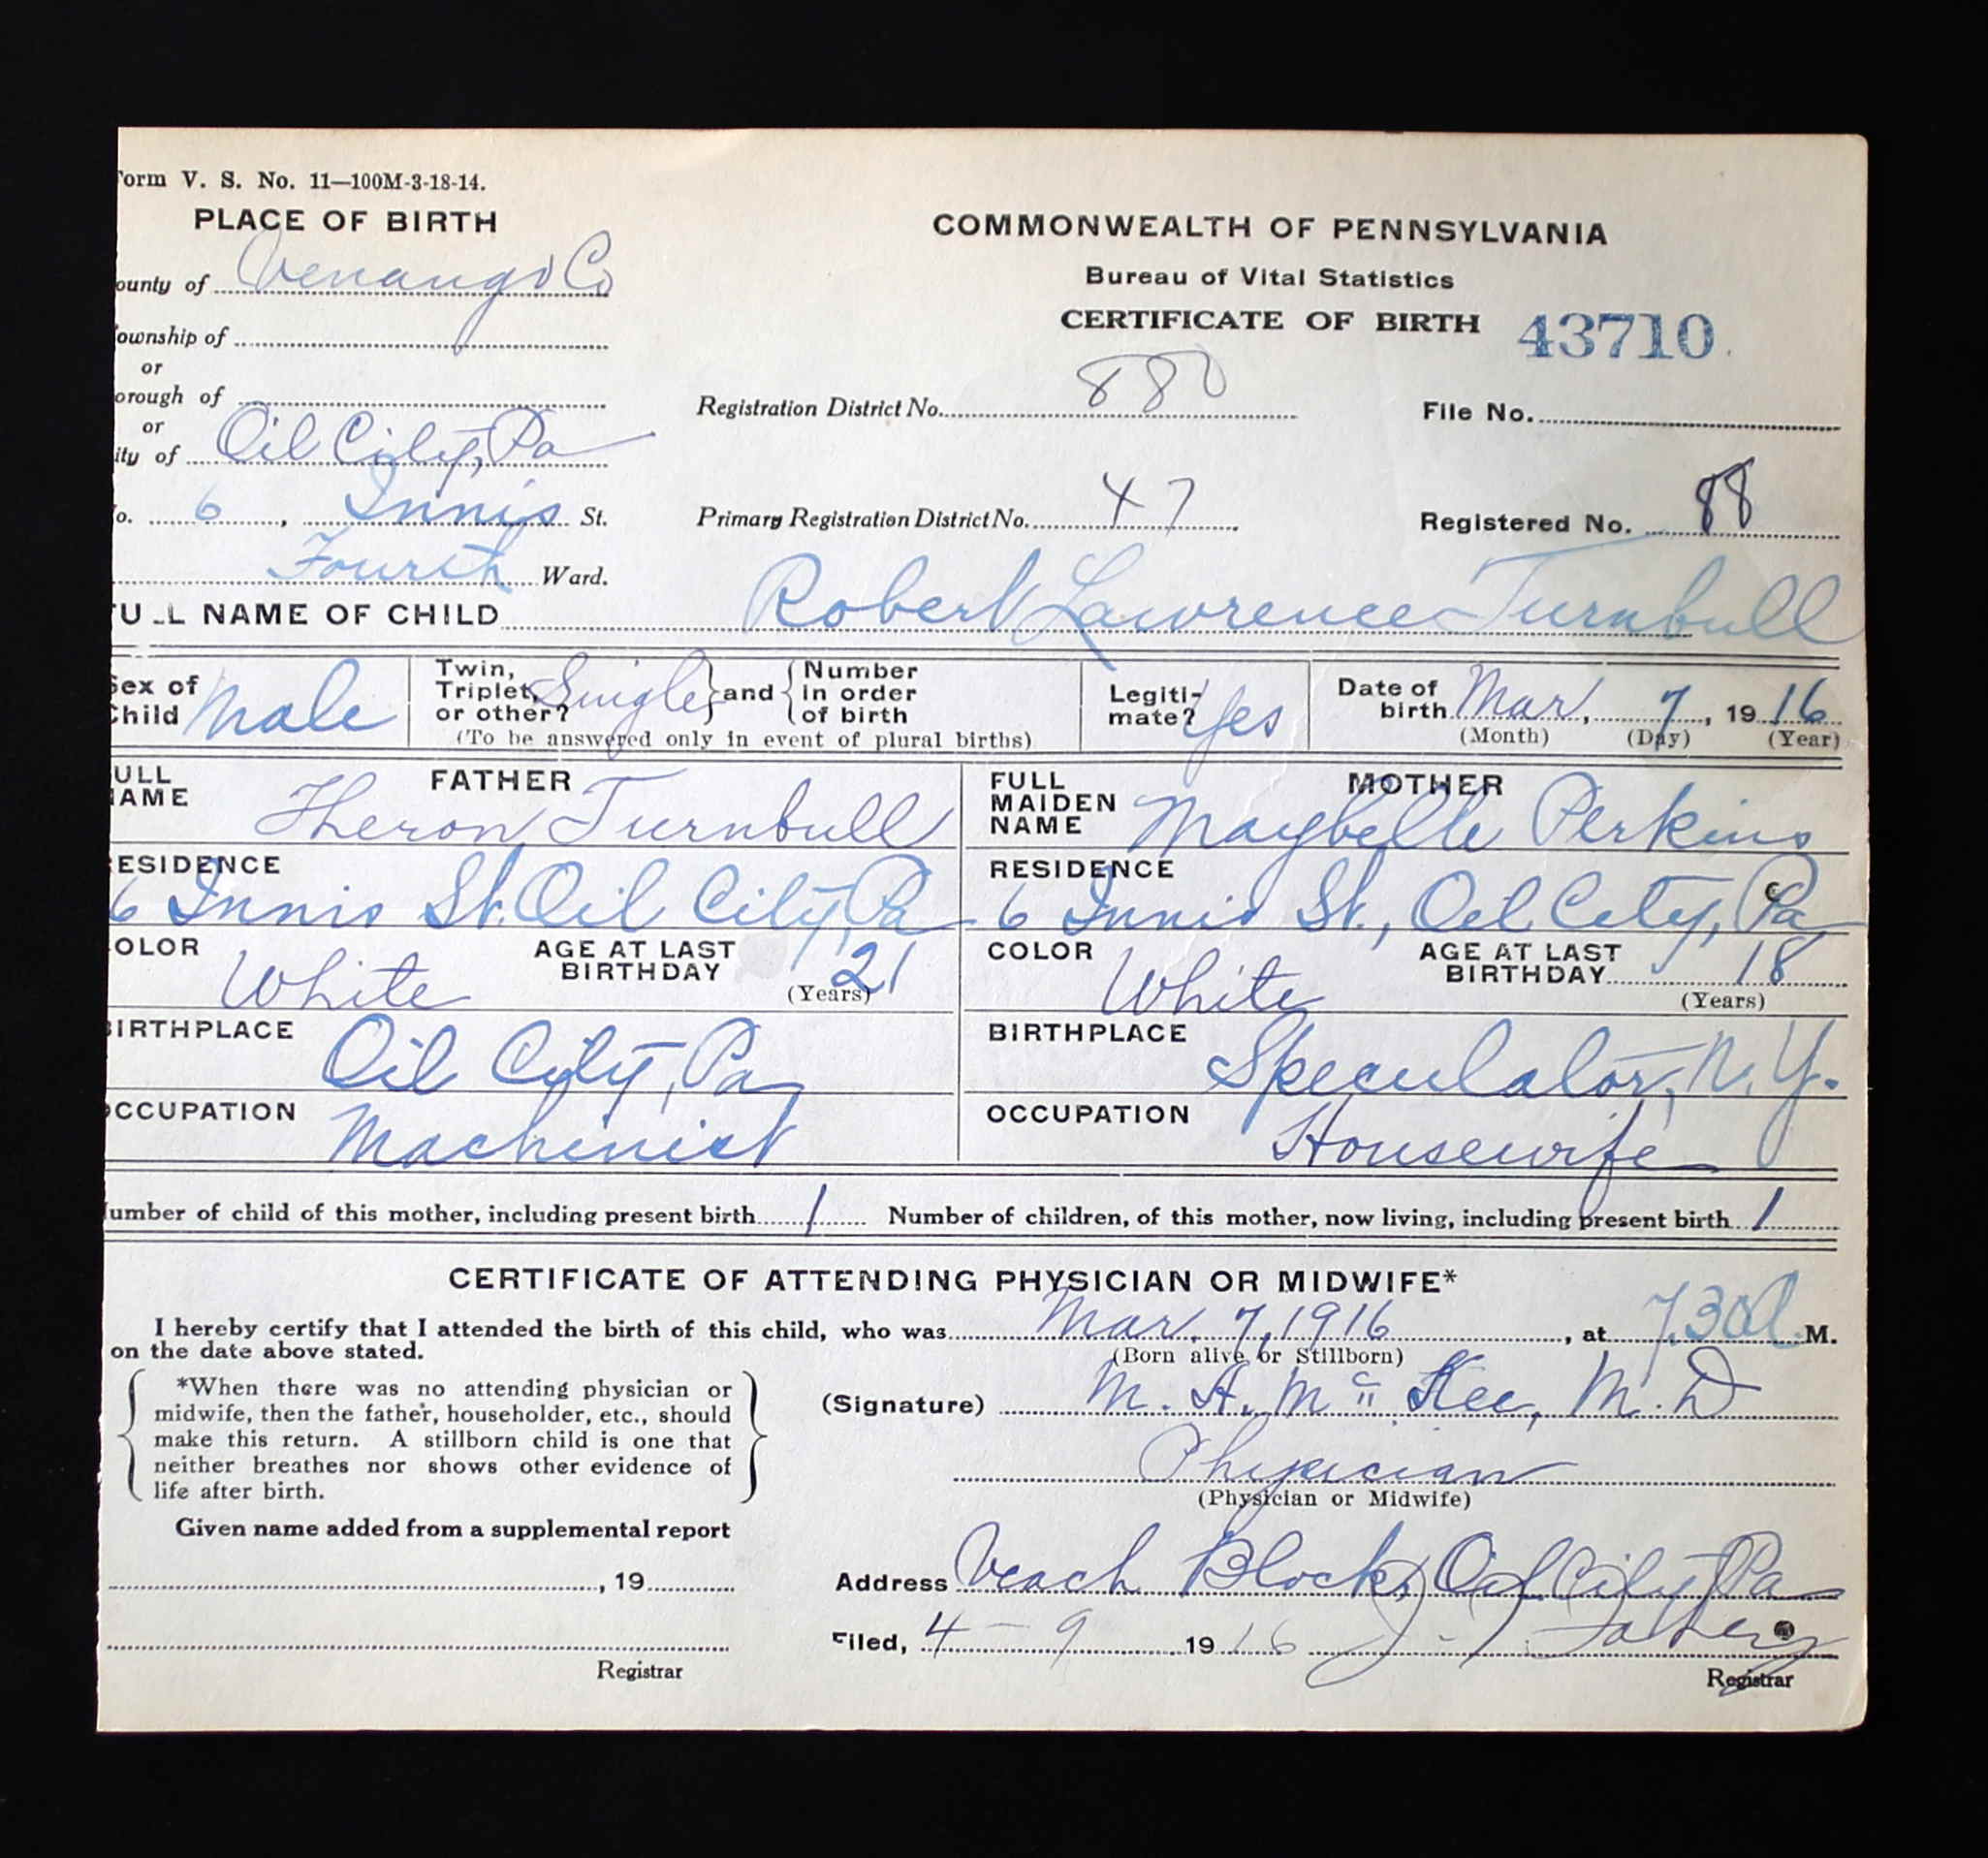 orm V. S. No. 11—100M-3-18-14.
PLACE OF BIRTH
COMMONWEALTH OF PENNSYLVANIA
Bureau of Vital Statistics
CERTIFICATE OF BIRTH 43710
ounty of Venango Co
ownship of
or
orough of
or
ity of Oil City, Pa
o. 6, Innis St.
Fourth Ward.
Registration District No. 880
File No.
Primary Registration District No. 47
Registered No. 88
FULL NAME OF CHILD Robert Lawrence Turnbull
Sex of Child Male
Twin, Triplet, or other? Single and Number in order of birth
(To be answered only in event of plural births)
Legitimate? Yes
Date of birth Mar, 7, 1916
(Month) (Day) (Year)
FATHER
ULL NAME Theron Turnbull
RESIDENCE
6 Innis St. Oil City, Pa
OLOR White
AGE AT LAST BIRTHDAY 21
(Years)
BIRTHPLACE
Oil City, Pa
OCCUPATION
Machinist
MOTHER
FULL MAIDEN NAME Maybelle Perkins
RESIDENCE
6 Innis St., Oil City, Pa
COLOR White
AGE AT LAST BIRTHDAY 18
(Years)
BIRTHPLACE
Speculator, N.Y.
OCCUPATION
Housewife
umber of child of this mother, including present birth 1 Number of children, of this mother, now living, including present birth 1
CERTIFICATE OF ATTENDING PHYSICIAN OR MIDWIFE*
I hereby certify that I attended the birth of this child, who was Mar. 7, 1916, at 7.30A.M.
(Born alive or Stillborn)
on the date above stated.
*When there was no attending physician or
midwife, then the father, householder, etc., should
make this return. A stillborn child is one that
neither breathes nor shows other evidence of
life after birth.
Given name added from a supplemental report
, 19
Registrar
(Signature) M. H. McKee, M.D
Physician
(Physician or Midwife)
Address Veach Block, Oil City Pa
Filed, 4-9 1916 J.
Registrar